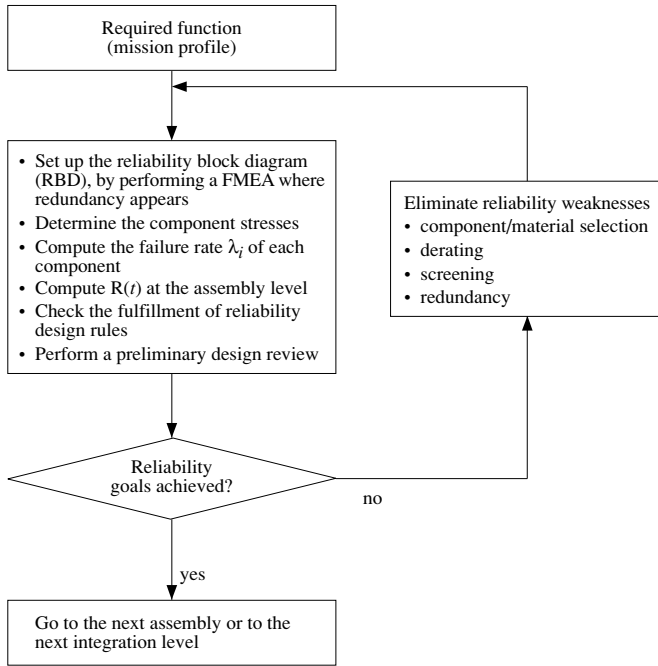 Required function
(mission profile)
• Set up the reliability block diagram
(RBD), by performing a FMEA where
redundancy appears
• Determine the component stresses
• Compute the failure rate λi of each
component
• Compute R(t) at the assembly level
• Check the fulfillment of reliability
design rules
• Perform a preliminary design review
Eliminate reliability weaknesses
• component/material selection
• derating
• screening
• redundancy
Reliability
goals achieved?
no
yes
Go to the next assembly or to the
next integration level